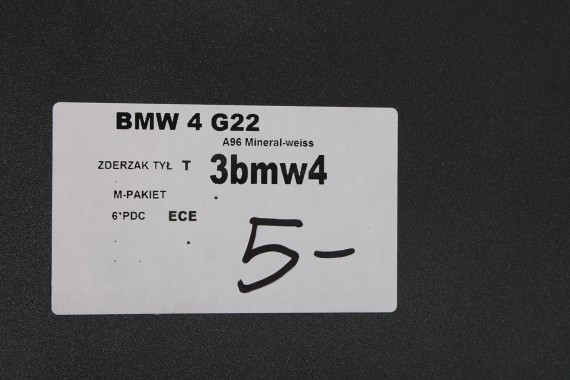 BMW 4 G22
A96 Mineral-weiss
ZDERZAK TYŁ T 3bmw4
M-PAKIET
6*PDC ECE
5-